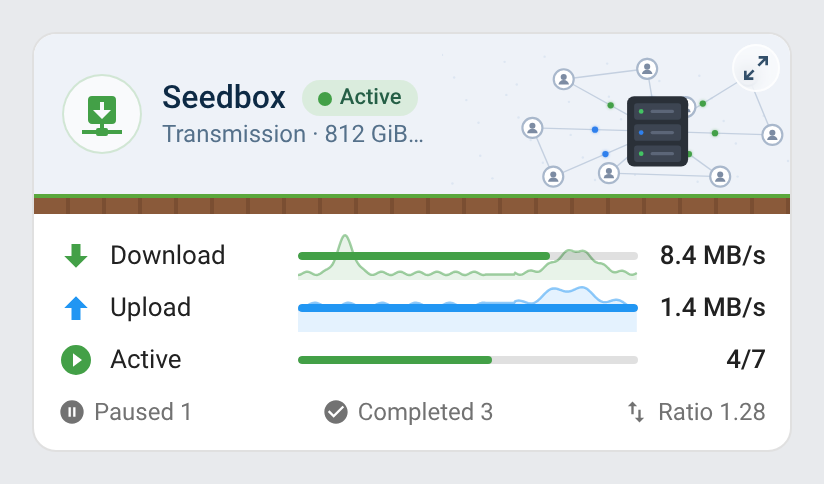 Seedbox
Active
Transmission · 812 GiB…
Download 8.4 MB/s
Upload 1.4 MB/s
Active 4/7
Paused 1 Completed 3 Ratio 1.28